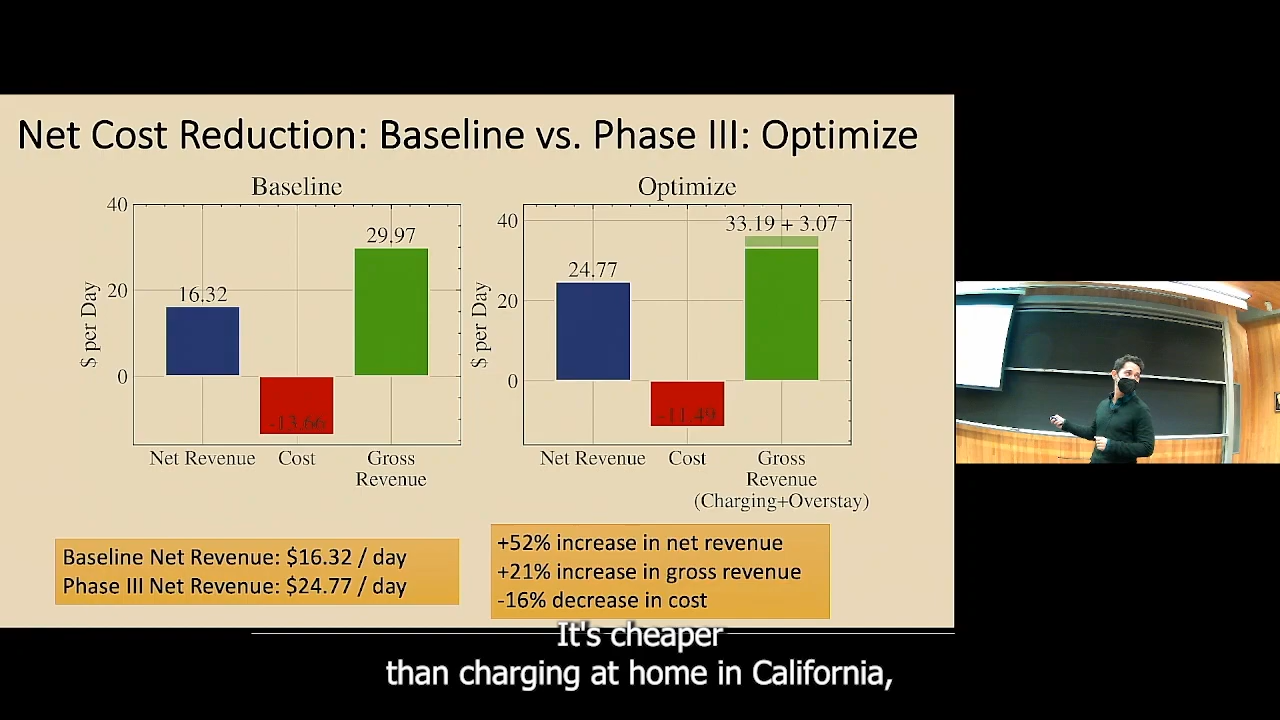 Net Cost Reduction: Baseline vs. Phase III: Optimize
Baseline
40
20
0
$ per Day
16.32
-13.66
29.97
Net Revenue
Cost
Gross
Revenue
Optimize
40
20
0
$ per Day
24.77
-11.49
33.19 + 3.07
Net Revenue
Cost
Gross
Revenue
(Charging+Overstay)
Baseline Net Revenue: $16.32 / day
Phase III Net Revenue: $24.77 / day
+52% increase in net revenue
+21% increase in gross revenue
-16% decrease in cost
It's cheaper
than charging at home in California,